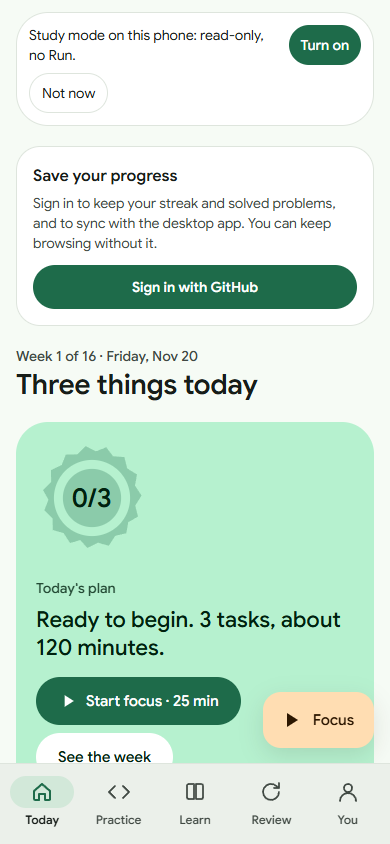 Study mode on this phone: read-only,
no Run.
Turn on
Not now
Save your progress
Sign in to keep your streak and solved problems,
and to sync with the desktop app. You can keep
browsing without it.
Sign in with GitHub
Week 1 of 16 · Friday, Nov 20
Three things today
0/3
Today's plan
Ready to begin. 3 tasks, about
120 minutes.
Start focus · 25 min
Focus
See the week
Today
Practice
Learn
Review
You